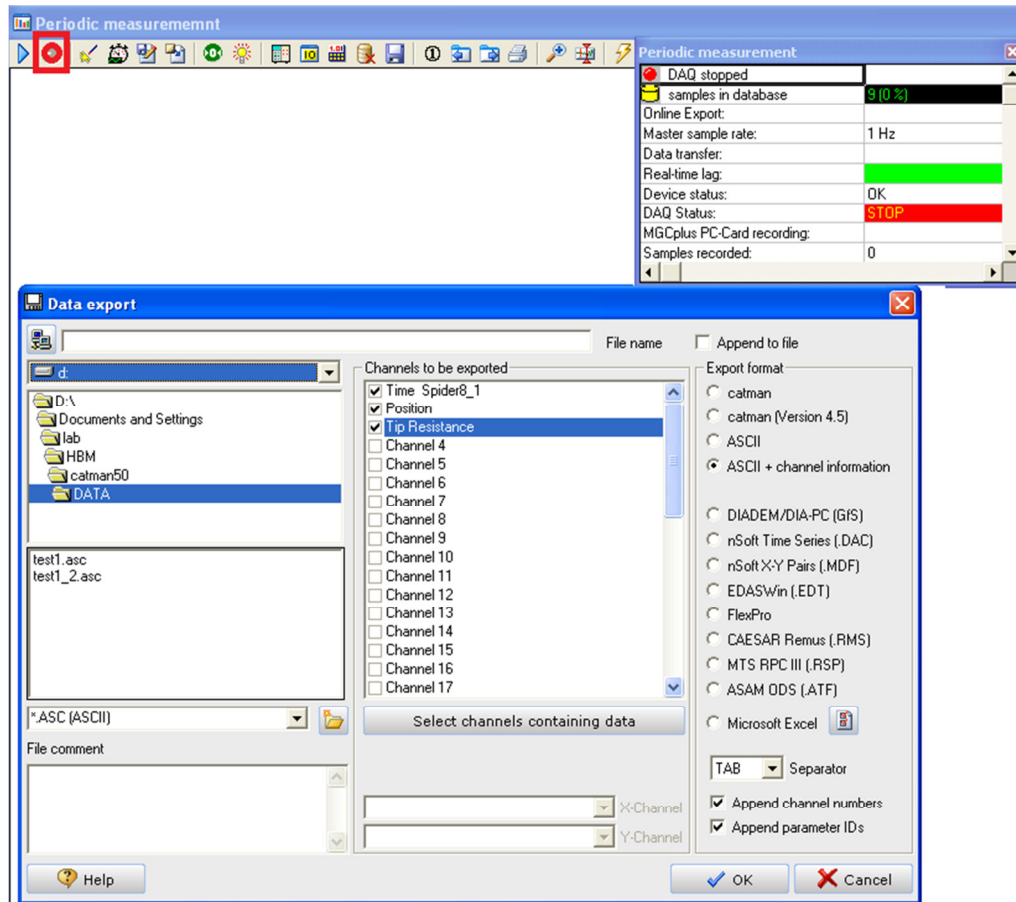 Periodic measurememnt
Periodic measurement
DAQ stopped
samples in database 9 (0 %)
Online Export:
Master sample rate: 1 Hz
Data transfer:
Real-time lag:
Device status: OK
DAQ Status: STOP
MGCplus PC-Card recording:
Samples recorded: 0
Data export
File name
Append to file
d:
D:\
Documents and Settings
lab
HBM
catman50
DATA
test1.asc
test1_2.asc
*.ASC (ASCII)
File comment
Channels to be exported
Time Spider8_1
Position
Tip Resistance
Channel 4
Channel 5
Channel 6
Channel 7
Channel 8
Channel 9
Channel 10
Channel 11
Channel 12
Channel 13
Channel 14
Channel 15
Channel 16
Channel 17
Select channels containing data
X-Channel
Y-Channel
Export format
catman
catman (Version 4.5)
ASCII
ASCII + channel information
DIADEM/DIA-PC (GfS)
nSoft Time Series (.DAC)
nSoft X-Y Pairs (.MDF)
EDASWin (.EDT)
FlexPro
CAESAR Remus (.RMS)
MTS RPC III (.RSP)
ASAM ODS (.ATF)
Microsoft Excel
TAB Separator
Append channel numbers
Append parameter IDs
Help
OK
Cancel